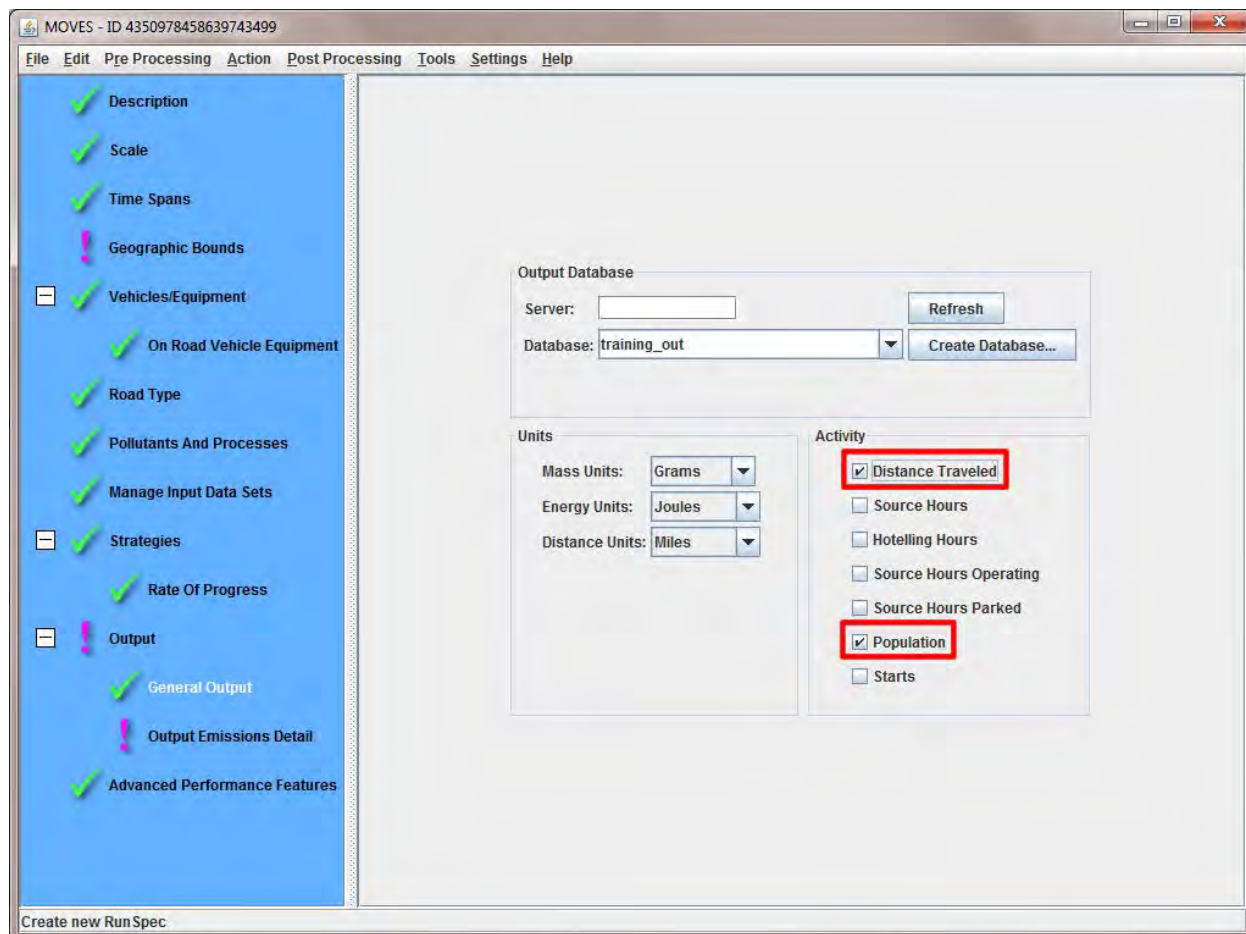 MOVES - ID 4350978458639743499
File Edit Pre Processing Action Post Processing Tools Settings Help
Description
Scale
Time Spans
Geographic Bounds
Vehicles/Equipment
On Road Vehicle Equipment
Road Type
Pollutants And Processes
Manage Input Data Sets
Strategies
Rate Of Progress
Output
General Output
Output Emissions Detail
Advanced Performance Features
Output Database
Server:
Refresh
Database: training_out
Create Database...
Units
Mass Units: Grams
Energy Units: Joules
Distance Units: Miles
Activity
Distance Traveled
Source Hours
Hotelling Hours
Source Hours Operating
Source Hours Parked
Population
Starts
Create new RunSpec